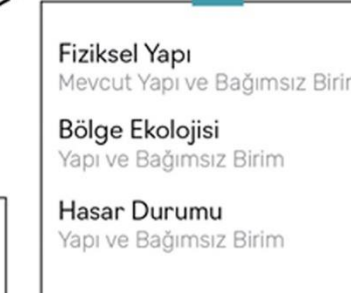 Fiziksel Yapı
Mevcut Yapı ve Bağımsız
Bölge Ekolojisi
Yapı ve Bağımsız Birim
Hasar Durumu
Yapı ve Bağımsız Birim